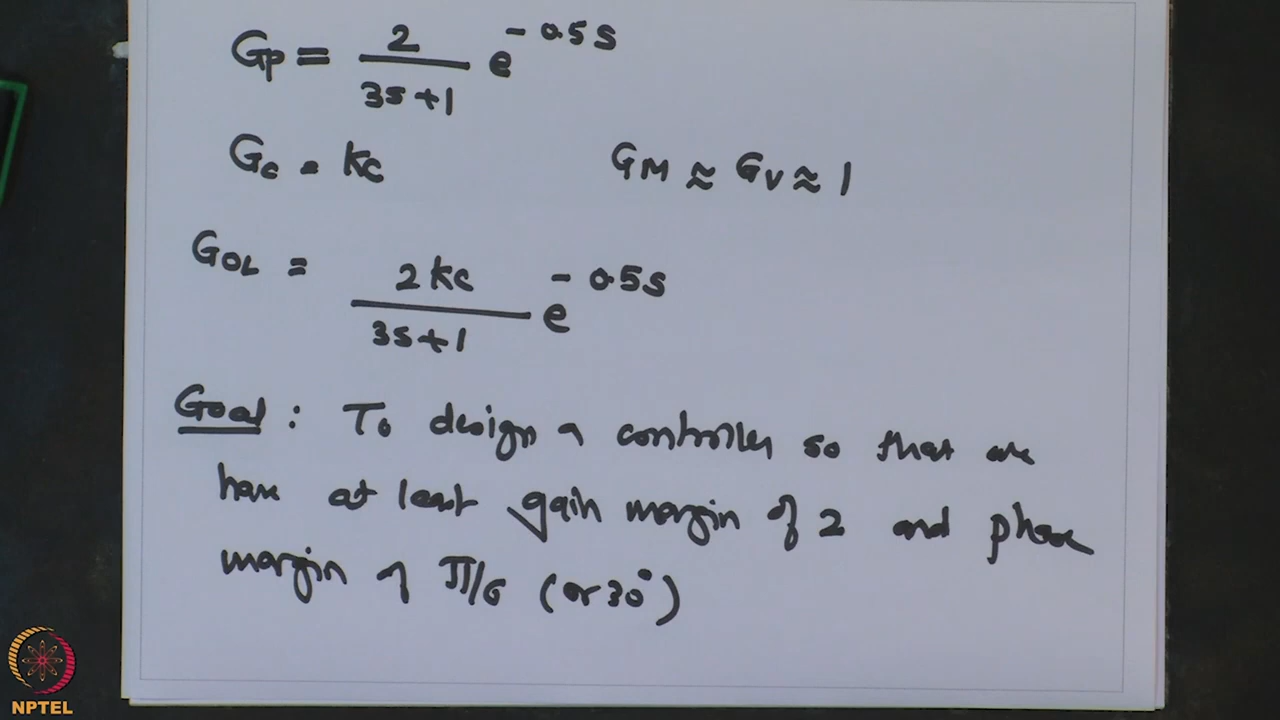 Gp = 2/(3s+1) e^(-0.5s)
Gc = kc GM ≈ GV ≈ 1
GOL = 2kc/(3s+1) e^(-0.5s)
Goal : To design a controller so that we
have at least gain margin of 2 and phase
margin of π/6 (or 30°)
NPTEL